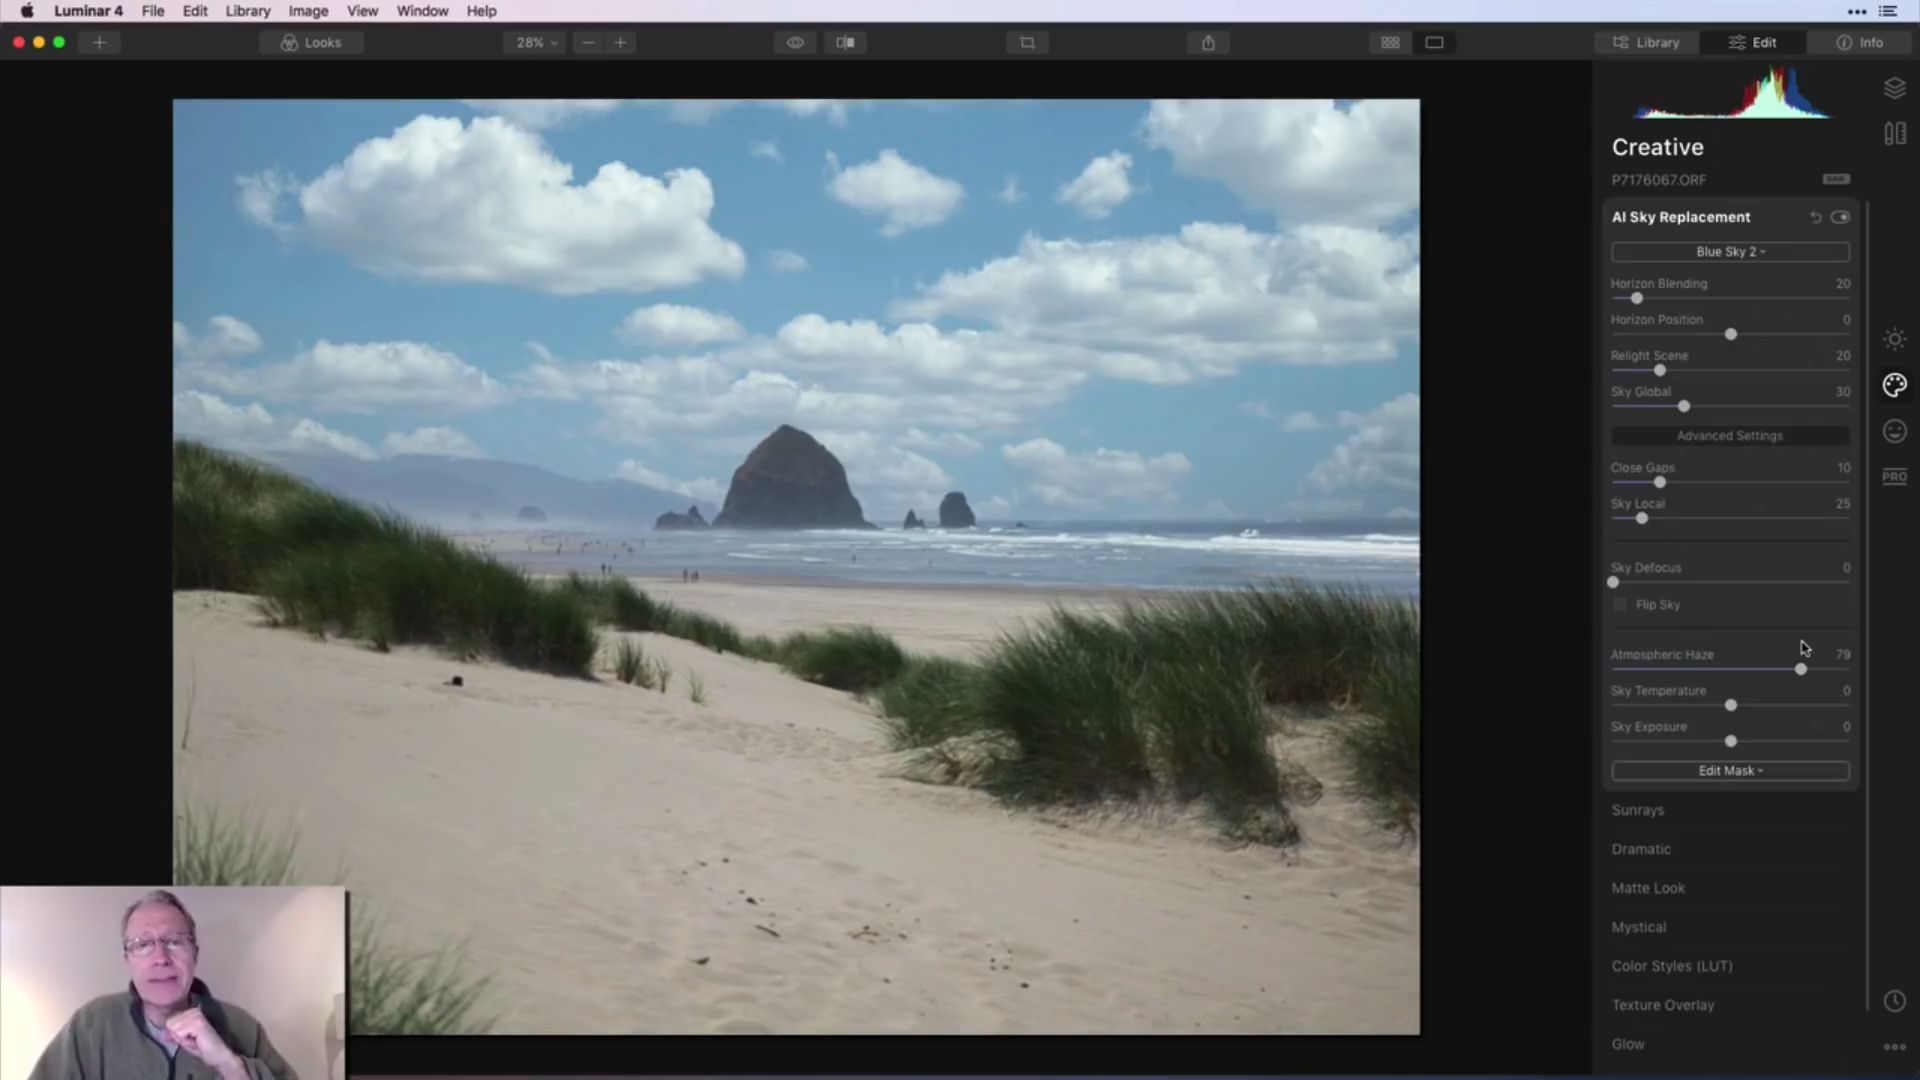 Luminar 4 File Edit Library Image View Window Help
Looks 28% Library Edit Info
Creative
P7176067.ORF RAW
AI Sky Replacement
Blue Sky 2
Horizon Blending 20
Horizon Position 0
Relight Scene 20
Sky Global 30
Advanced Settings
Close Gaps 10
Sky Local 25
PRO
Sky Defocus 0
Flip Sky
Atmospheric Haze 79
Sky Temperature 0
Sky Exposure 0
Edit Mask
Sunrays
Dramatic
Matte Look
Mystical
Color Styles (LUT)
Texture Overlay
Glow